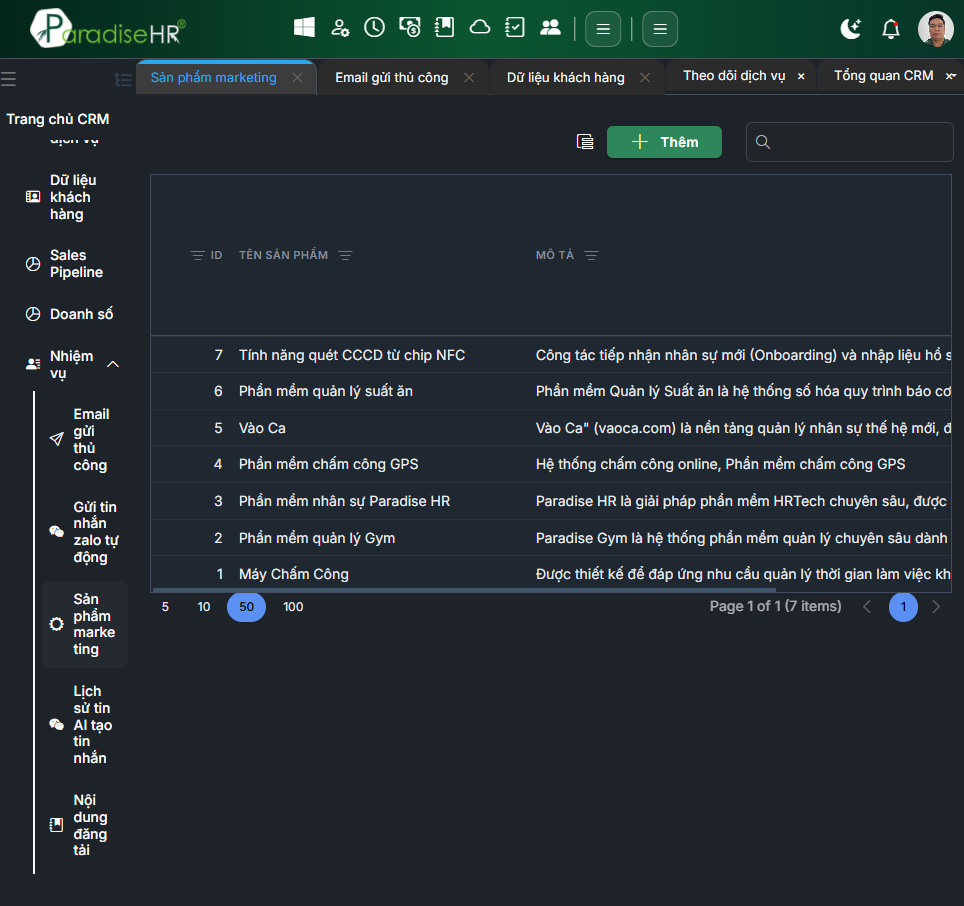 ParadiseHR®
Sản phẩm marketing
Email gửi thủ công
Dữ liệu khách hàng
Theo dõi dịch vụ
Tổng quan CRM
Trang chủ CRM
dịch vụ
Dữ liệu
khách
hàng
Sales
Pipeline
Doanh số
Nhiệm
vụ
Email
gửi
thủ
công
Gửi tin
nhắn
zalo tự
động
Sản
phẩm
marke
ting
Lịch
sử tin
AI tạo
tin
nhắn
Nội
dung
đăng
tải
Thêm
ID TÊN SẢN PHẨM MÔ TẢ
7 Tính năng quét CCCD từ chip NFC Công tác tiếp nhận nhân sự mới (Onboarding) và nhập liệu hồ s
6 Phần mềm quản lý suất ăn Phần mềm Quản lý Suất ăn là hệ thống số hóa quy trình báo cơ
5 Vào Ca Vào Ca" (vaoca.com) là nền tảng quản lý nhân sự thế hệ mới, đ
4 Phần mềm chấm công GPS Hệ thống chấm công online, Phần mềm chấm công GPS
3 Phần mềm nhân sự Paradise HR Paradise HR là giải pháp phần mềm HRTech chuyên sâu, được
2 Phần mềm quản lý Gym Paradise Gym là hệ thống phần mềm quản lý chuyên sâu dành
1 Máy Chấm Công Được thiết kế để đáp ứng nhu cầu quản lý thời gian làm việc kh
5 10 50 100 Page 1 of 1 (7 items) 1